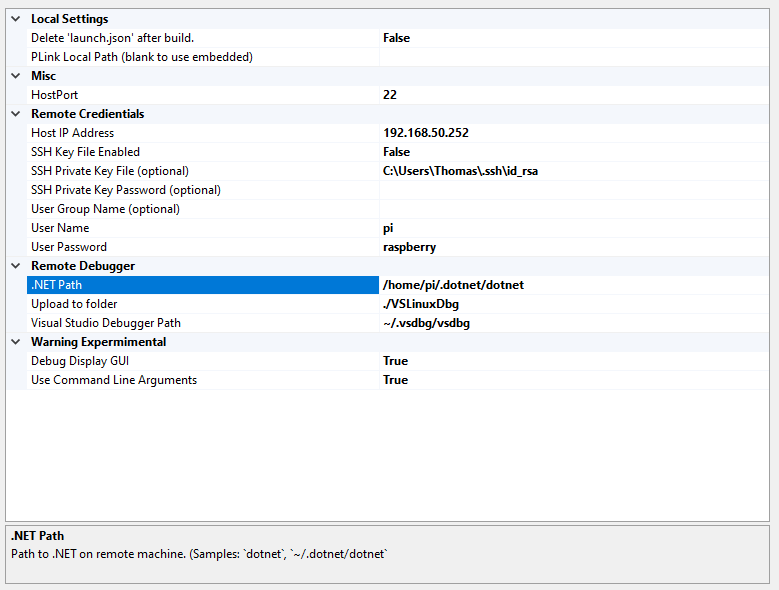 Local Settings
Delete 'launch.json' after build. False
PLink Local Path (blank to use embedded)
Misc
HostPort 22
Remote Credientials
Host IP Address 192.168.50.252
SSH Key File Enabled False
SSH Private Key File (optional) C:\Users\Thomas\.ssh\id_rsa
SSH Private Key Password (optional)
User Group Name (optional)
User Name pi
User Password raspberry
Remote Debugger
.NET Path /home/pi/.dotnet/dotnet
Upload to folder ./VSLinuxDbg
Visual Studio Debugger Path ~/.vsdbg/vsdbg
Warning Expermimental
Debug Display GUI True
Use Command Line Arguments True
.NET Path
Path to .NET on remote machine. (Samples: `dotnet`, `~/.dotnet/dotnet`